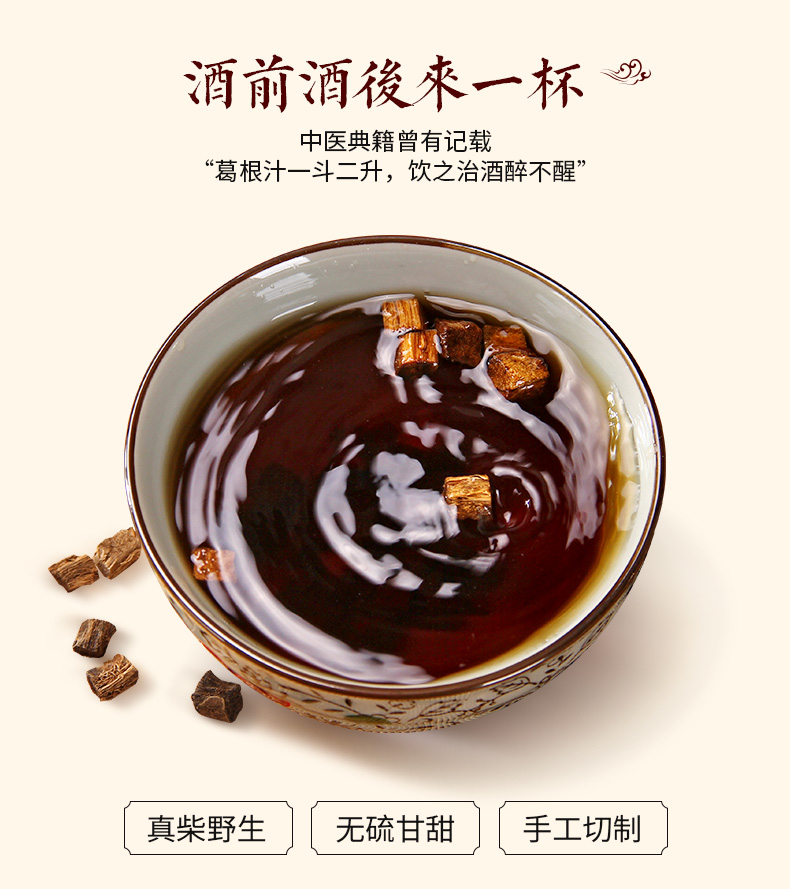 酒前酒後來一杯
中医典籍曾有记载
“葛根汁一斗二升，饮之治酒醉不醒”
真柴野生
无硫甘甜
手工切制